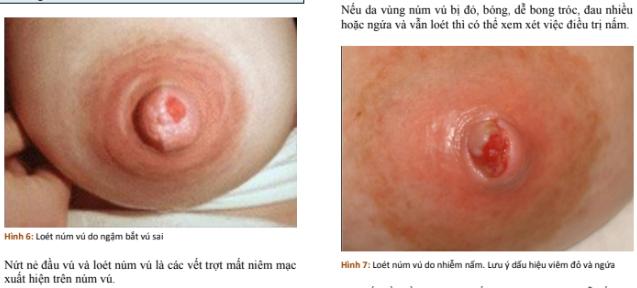 Nếu da vùng núm vú bị đỏ, bóng, dễ bong tróc, đau nhiều
hoặc ngứa và vẫn loét thì có thể xem xét việc điều trị nấm.
Hình 6: Loét núm vú do ngậm bắt vú sai
Nứt nẻ đầu vú và loét núm vú là các vết trợt mất niêm mạc
xuất hiện trên núm vú.
Hình 7: Loét núm vú do nhiễm nấm. Lưu ý dấu hiệu viêm đỏ và ngứa